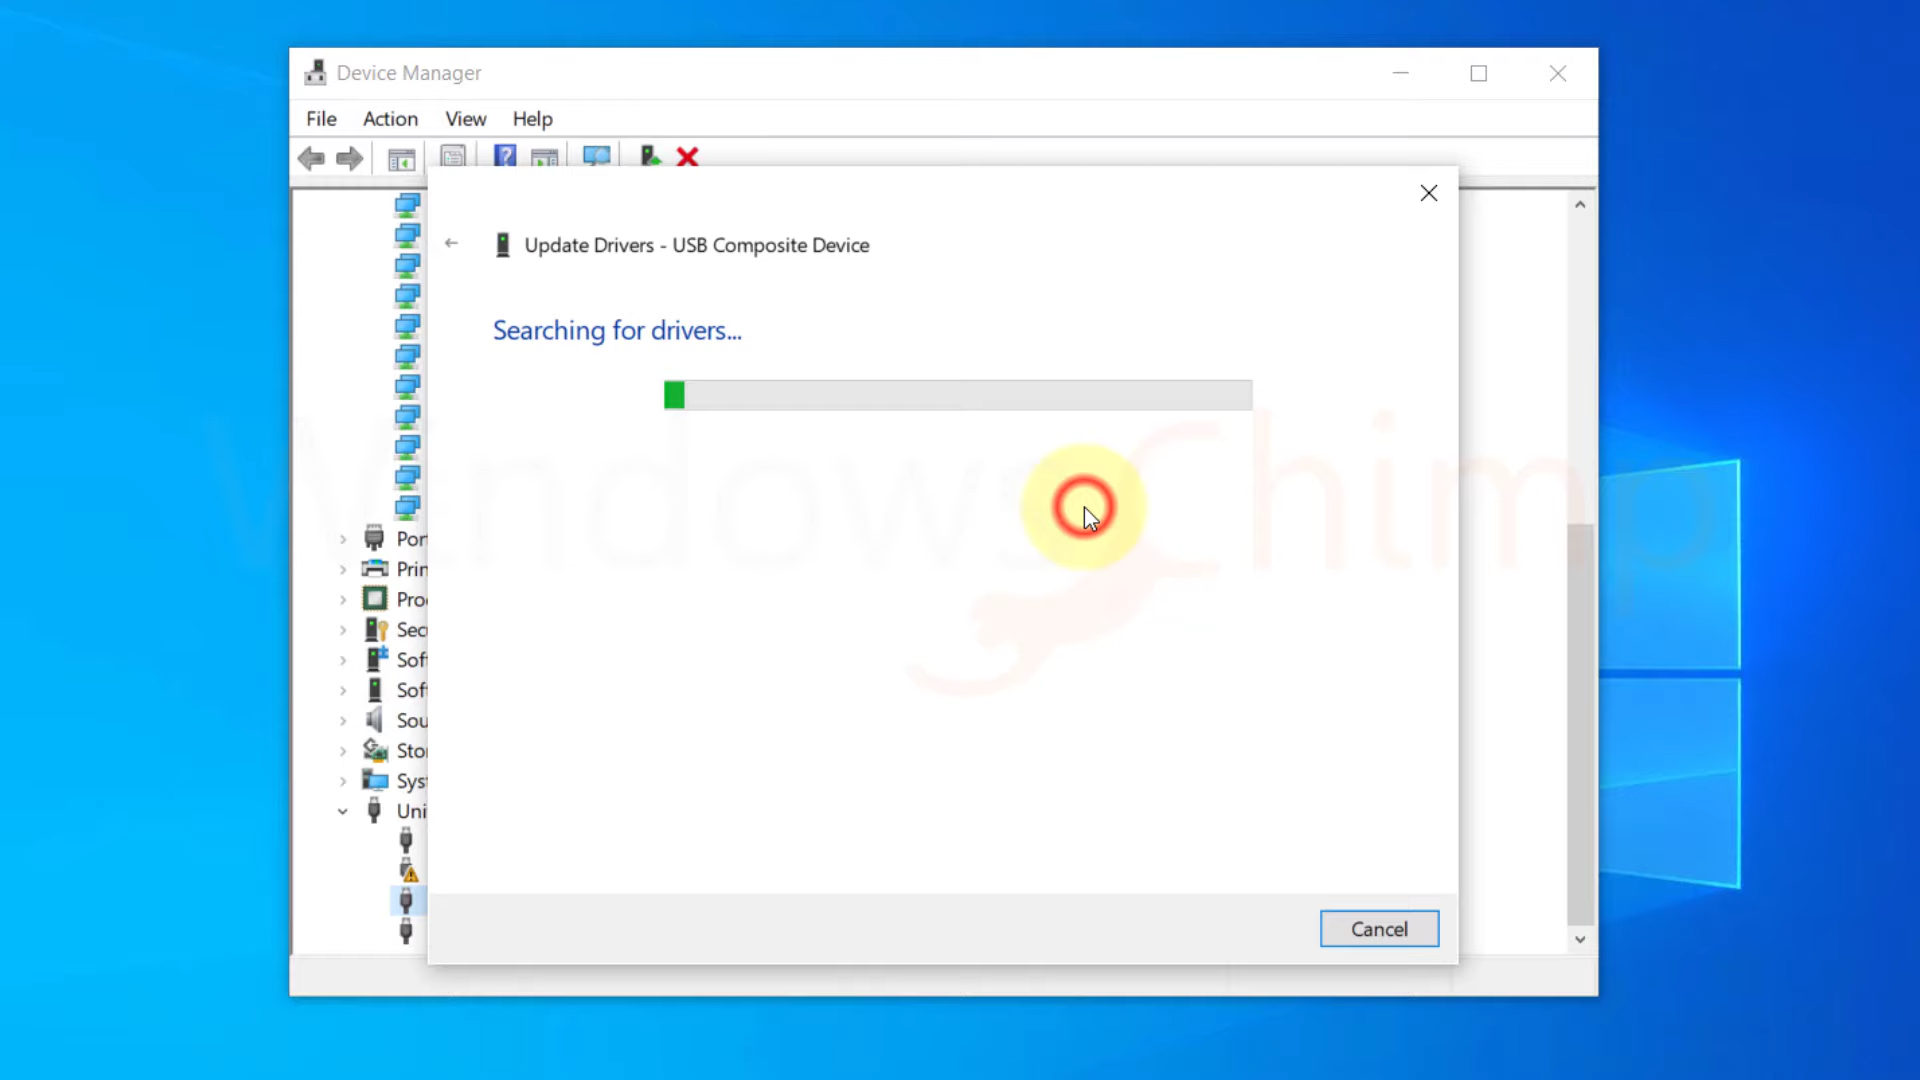 Device Manager
File Action View Help
Update Drivers - USB Composite Device
Searching for drivers...
WindowsChimp
Por
Prin
Pro
Sec
Sof
Sof
Sou
Sto
Sys
Uni
Cancel